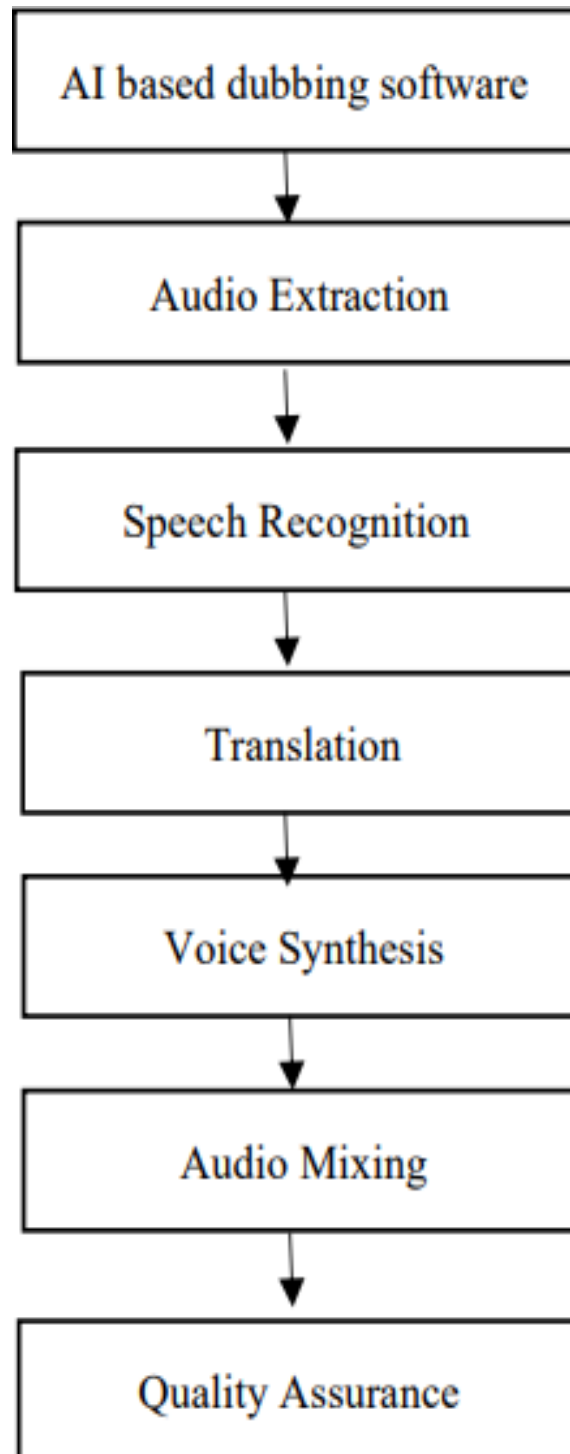 AI based dubbing software
Audio Extraction
Speech Recognition
Translation
Voice Synthesis
Audio Mixing
Quality Assurance